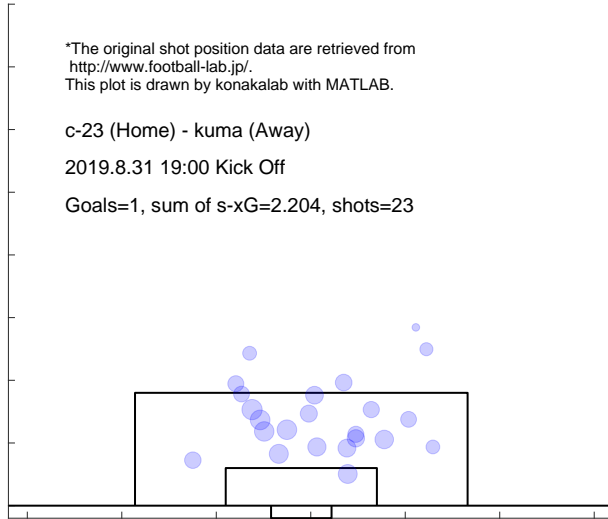 *The original shot position data are retrieved from
http://www.football-lab.jp/.
This plot is drawn by konakalab with MATLAB.
c-23 (Home) - kuma (Away)
2019.8.31 19:00 Kick Off
Goals=1, sum of s-xG=2.204, shots=23